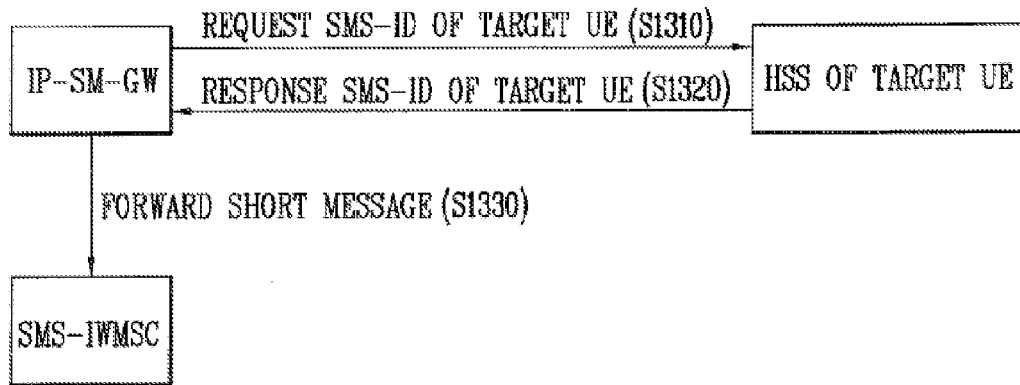 REQUEST SMS-ID OF TARGET UE (S1310)
IP-SM-GW
HSS OF TARGET UE
RESPONSE SMS-ID OF TARGET UE (S1320)
FORWARD SHORT MESSAGE (S1330)
SMS-IWMSC